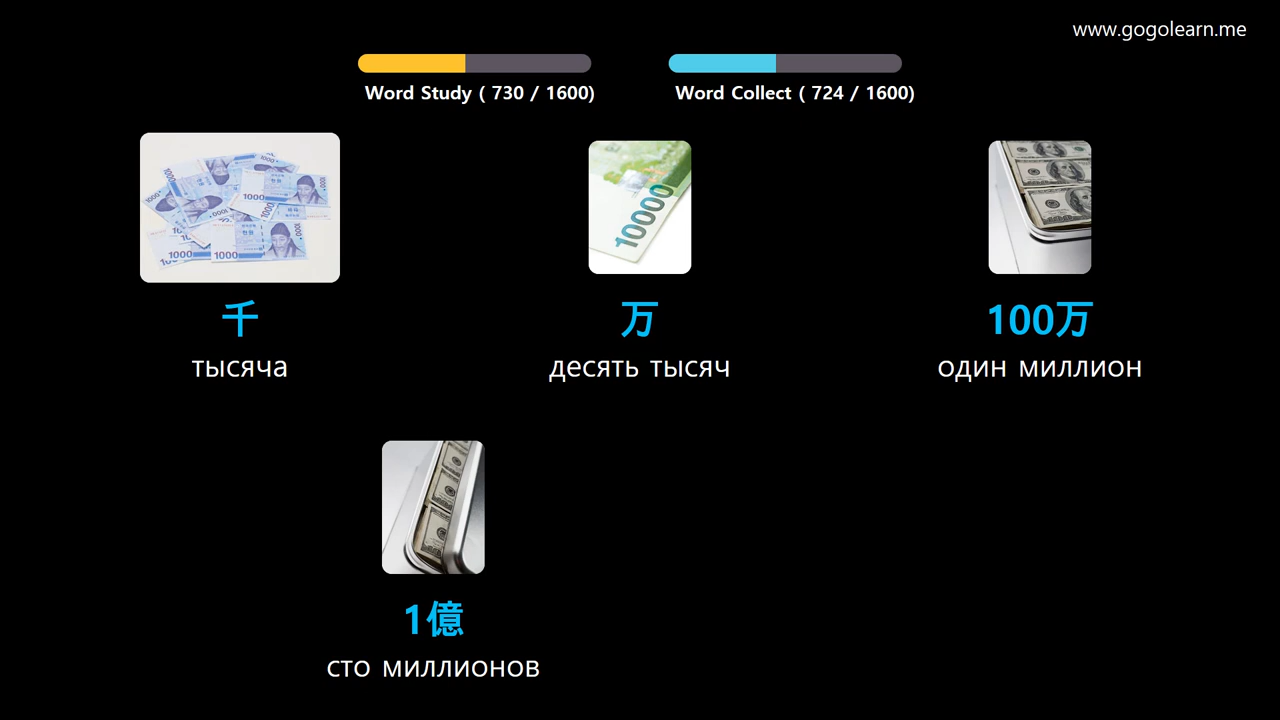 www.gogolearn.me
Word Study ( 730 / 1600)
Word Collect ( 724 / 1600)
10000
千
万
100万
тысяча
десять тысяч
один миллион
1億
сто миллионов